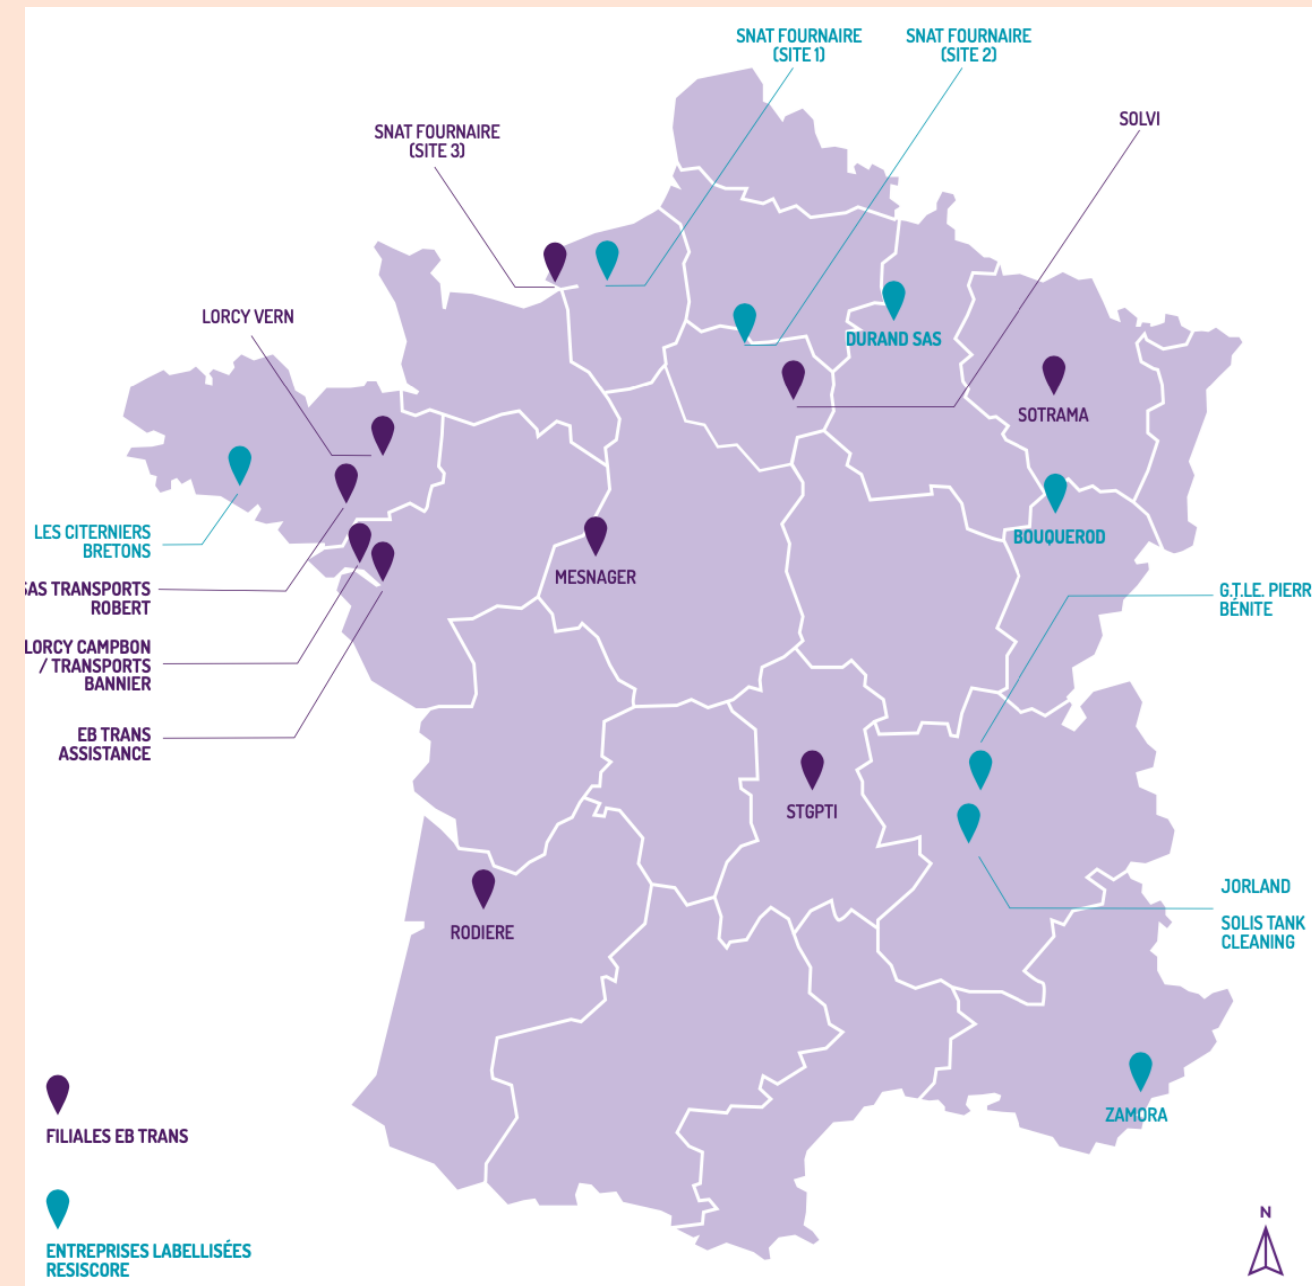 SNAT FOURNAIRE
(SITE 1)
SNAT FOURNAIRE
(SITE 2)
SOLVI
SNAT FOURNAIRE
(SITE 3)
LORCY VERN
DURAND SAS
SOTRAMA
LES CITERNIERS
BRETONS
BOUQUEROD
MESNAGER
SAS TRANSPORTS
ROBERT
G.T.LE. PIERR
BÉNITE
LORCY CAMPBON
/ TRANSPORTS
BANNIER
EB TRANS
ASSISTANCE
STGPTI
JORLAND
SOLIS TANK
CLEANING
RODIERE
ZAMORA
FILIALES EB TRANS
ENTREPRISES LABELLISÉES
RESISCORE
N